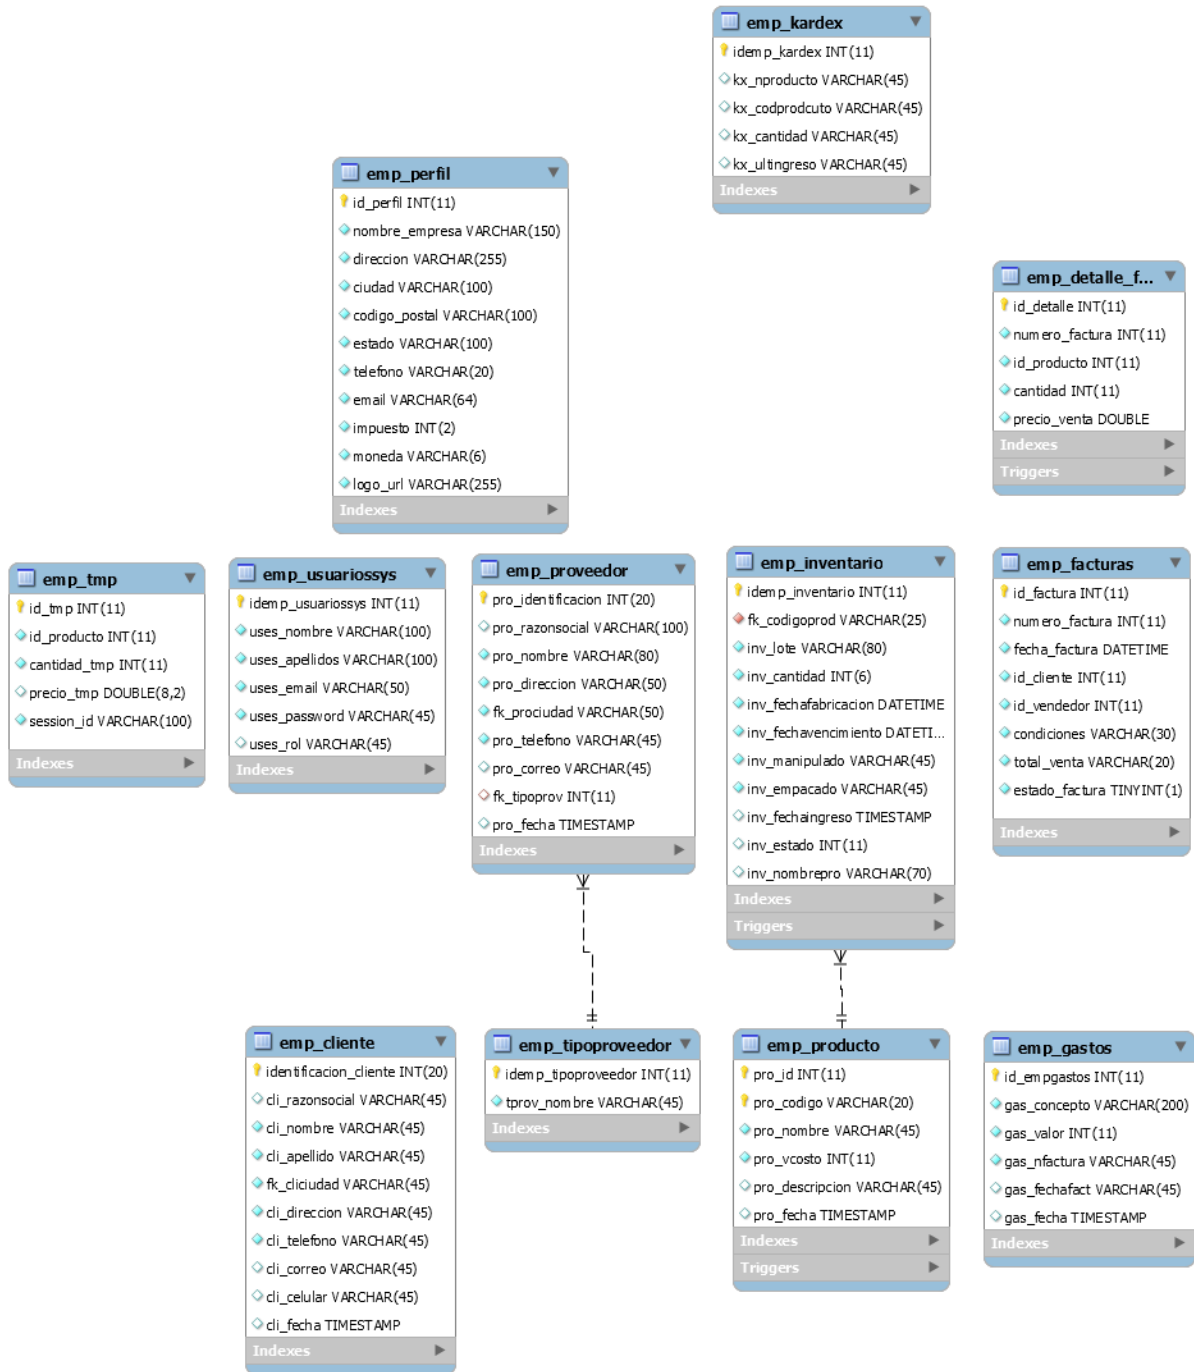 emp_kardex
idemp_kardex INT(11)
kx_nproducto VARCHAR(45)
kx_codprodcuto VARCHAR(45)
kx_cantidad VARCHAR(45)
kx_ultingreso VARCHAR(45)
Indexes
emp_perfil
id_perfil INT(11)
nombre_empresa VARCHAR(150)
direccion VARCHAR(255)
ciudad VARCHAR(100)
codigo_postal VARCHAR(100)
estado VARCHAR(100)
telefono VARCHAR(20)
email VARCHAR(64)
impuesto INT(2)
moneda VARCHAR(6)
logo_url VARCHAR(255)
Indexes
emp_detalle_f...
id_detalle INT(11)
numero_factura INT(11)
id_producto INT(11)
cantidad INT(11)
precio_venta DOUBLE
Indexes
Triggers
emp_tmp
id_tmp INT(11)
id_producto INT(11)
cantidad_tmp INT(11)
precio_tmp DOUBLE(8,2)
session_id VARCHAR(100)
Indexes
emp_usuariossys
idemp_usuariossys INT(11)
uses_nombre VARCHAR(100)
uses_apellidos VARCHAR(100)
uses_email VARCHAR(50)
uses_password VARCHAR(45)
uses_rol VARCHAR(45)
Indexes
emp_proveedor
pro_identificacion INT(20)
pro_razonsocial VARCHAR(100)
pro_nombre VARCHAR(80)
pro_direccion VARCHAR(50)
fk_prociudad VARCHAR(50)
pro_telefono VARCHAR(45)
pro_correo VARCHAR(45)
fk_tipoprov INT(11)
pro_fecha TIMESTAMP
Indexes
emp_inventario
idemp_inventario INT(11)
fk_codigoprod VARCHAR(25)
inv_lote VARCHAR(80)
inv_cantidad INT(6)
inv_fechafabricacion DATETIME
inv_fechavencimiento DATETI...
inv_manipulado VARCHAR(45)
inv_empacado VARCHAR(45)
inv_fechaingreso TIMESTAMP
inv_estado INT(11)
inv_nombrepro VARCHAR(70)
Indexes
Triggers
emp_facturas
id_factura INT(11)
numero_factura INT(11)
fecha_factura DATETIME
id_cliente INT(11)
id_vendedor INT(11)
condiciones VARCHAR(30)
total_venta VARCHAR(20)
estado_factura TINYINT(1)
Indexes
emp_cliente
identificacion_cliente INT(20)
cli_razonsocial VARCHAR(45)
cli_nombre VARCHAR(45)
cli_apellido VARCHAR(45)
fk_cliciudad VARCHAR(45)
cli_direccion VARCHAR(45)
cli_telefono VARCHAR(45)
cli_correo VARCHAR(45)
cli_celular VARCHAR(45)
cli_fecha TIMESTAMP
Indexes
emp_tipoproveedor
idemp_tipoproveedor INT(11)
tprov_nombre VARCHAR(45)
Indexes
emp_producto
pro_id INT(11)
pro_codigo VARCHAR(20)
pro_nombre VARCHAR(45)
pro_vcosto INT(11)
pro_descripcion VARCHAR(45)
pro_fecha TIMESTAMP
Indexes
Triggers
emp_gastos
id_empgastos INT(11)
gas_concepto VARCHAR(200)
gas_valor INT(11)
gas_nfactura VARCHAR(45)
gas_fechafact VARCHAR(45)
gas_fecha TIMESTAMP
Indexes